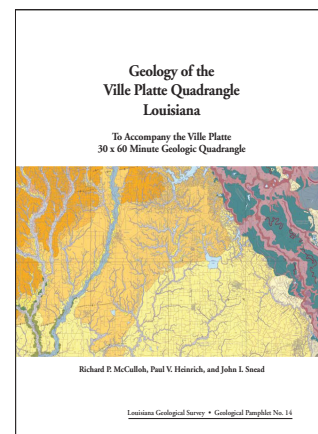 Geology of the
Ville Platte Quadrangle
Louisiana
To Accompany the Ville Platte
30 x 60 Minute Geologic Quadrangle
Richard P. McCulloh, Paul V. Heinrich, and John I. Snead
Louisiana Geological Survey • Geological Pamphlet No. 14